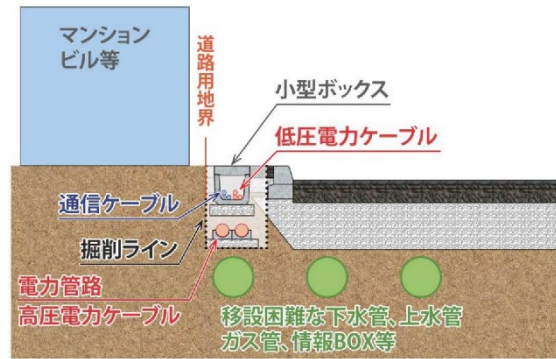 マンション
ビル等
道路用地界
小型ボックス
低圧電力ケーブル
通信ケーブル
掘削ライン
電力管路
高圧電力ケーブル
移設困難な下水管、上水管
ガス管、情報BOX等